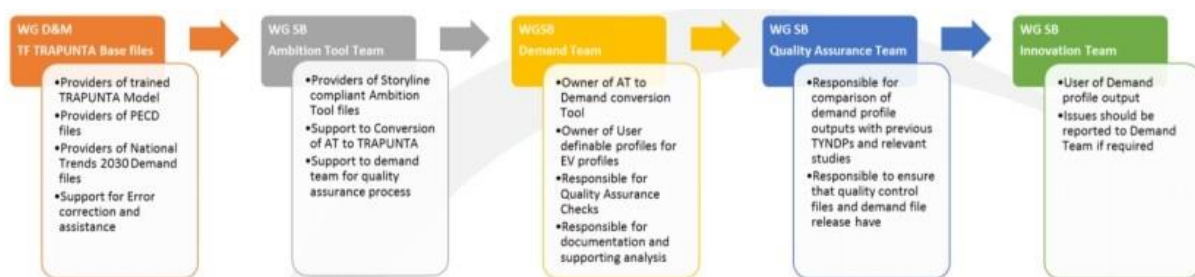 WG D&M
TF TRAPUNTA Base files
•Providers of trained
TRAPUNTA Model
•Providers of PECD
files
•Providers of National
Trends 2030 Demand
files
•Support for Error
correction and
assistance
WG SB
Ambition Tool Team
•Providers of Storyline
compliant Ambition
Tool files
•Support to Conversion
of AT to TRAPUNTA
•Support to demand
team for quality
assurance process
WGSB
Demand Team
•Owner of AT to
Demand conversion
Tool
•Owner of User
definable profiles for
EV profiles
•Responsible for
Quality Assurance
Checks
•Responsible for
documentation and
supporting analysis
WG SB
Quality Assurance Team
•Responsible for
comparison of
demand profile
outputs with previous
TYNDPs and relevant
studies
•Responsible to ensure
that quality control
files and demand file
release have
WG SB
Innovation Team
•User of Demand
profile output
•Issues should be
reported to Demand
Team if required